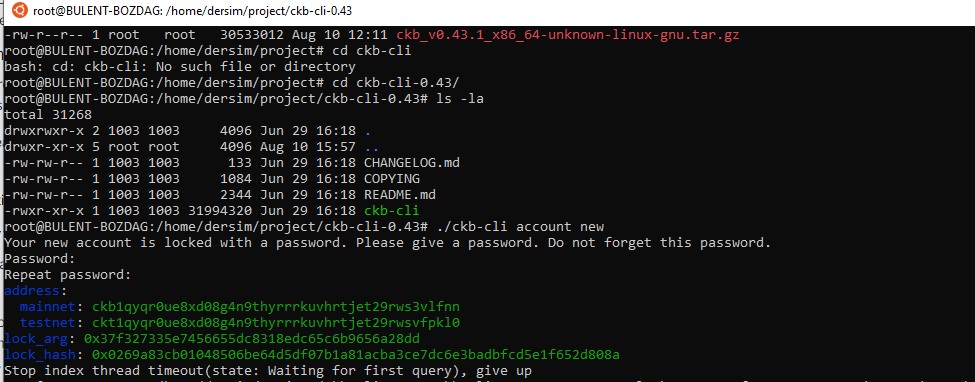 root@BULENT-BOZDAG: /home/dersim/project/ckb-cli-0.43
-rw-r--r-- 1 root   root   30533012 Aug 10 12:11 ckb_v0.43.1_x86_64-unknown-linux-gnu.tar.gz
root@BULENT-BOZDAG:/home/dersim/project# cd ckb-cli
bash: cd: ckb-cli: No such file or directory
root@BULENT-BOZDAG:/home/dersim/project# cd ckb-cli-0.43/
root@BULENT-BOZDAG:/home/dersim/project/ckb-cli-0.43# ls -la
total 31268
drwxrwxr-x 2 1003 1003     4096 Jun 29 16:18 .
drwxr-xr-x 5 root root     4096 Aug 10 15:57 ..
-rw-rw-r-- 1 1003 1003      133 Jun 29 16:18 CHANGELOG.md
-rw-rw-r-- 1 1003 1003     1084 Jun 29 16:18 COPYING
-rw-rw-r-- 1 1003 1003     2344 Jun 29 16:18 README.md
-rwxr-xr-x 1 1003 1003 31994320 Jun 29 16:18 ckb-cli
root@BULENT-BOZDAG:/home/dersim/project/ckb-cli-0.43# ./ckb-cli account new
Your new account is locked with a password. Please give a password. Do not forget this password.
Password:
Repeat password:
address:
  mainnet: ckb1qyqr0ue8xd08g4n9thyrrrkuvhrtjet29rws3vlfnn
  testnet: ckt1qyqr0ue8xd08g4n9thyrrrkuvhrtjet29rwsvfpkl0
lock_arg: 0x37f327335e7456655dc8318edc65c6b9656a28dd
lock_hash: 0x0269a83cb01048506be64d5df07b1a81acba3ce7dc6e3badbfcd5e1f652d808a
Stop index thread timeout(state: Waiting for first query), give up